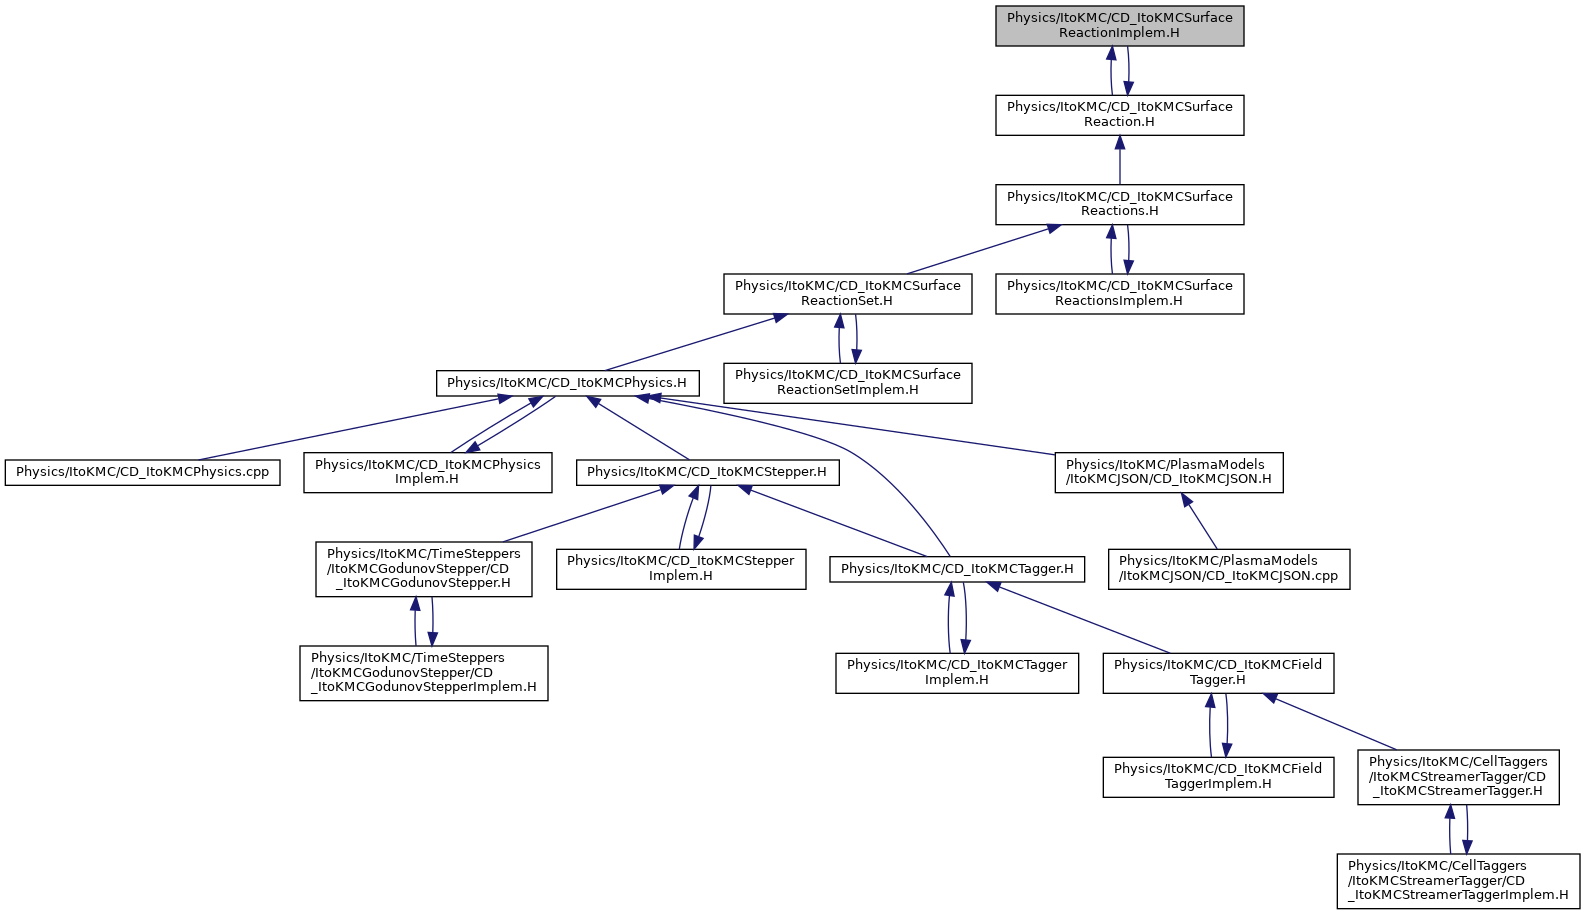 Physics/ItoKMC/CD_ItoKMCSurface
ReactionImplem.H
Physics/ItoKMC/CD_ItoKMCSurface
Reaction.H
Physics/ItoKMC/CD_ItoKMCSurface
Reactions.H
Physics/ItoKMC/CD_ItoKMCSurface
ReactionSet.H
Physics/ItoKMC/CD_ItoKMCSurface
ReactionsImplem.H
Physics/ItoKMC/CD_ItoKMCPhysics.H
Physics/ItoKMC/CD_ItoKMCSurface
ReactionSetImplem.H
Physics/ItoKMC/CD_ItoKMCPhysics.cpp
Physics/ItoKMC/CD_ItoKMCPhysics
Implem.H
Physics/ItoKMC/CD_ItoKMCStepper.H
Physics/ItoKMC/PlasmaModels
/ItoKMCJSON/CD_ItoKMCJSON.H
Physics/ItoKMC/TimeSteppers
/ItoKMCGodunovStepper/CD
_ItoKMCGodunovStepper.H
Physics/ItoKMC/CD_ItoKMCStepper
Implem.H
Physics/ItoKMC/CD_ItoKMCTagger.H
Physics/ItoKMC/PlasmaModels
/ItoKMCJSON/CD_ItoKMCJSON.cpp
Physics/ItoKMC/TimeSteppers
/ItoKMCGodunovStepper/CD
_ItoKMCGodunovStepperImplem.H
Physics/ItoKMC/CD_ItoKMCTagger
Implem.H
Physics/ItoKMC/CD_ItoKMCField
Tagger.H
Physics/ItoKMC/CD_ItoKMCField
TaggerImplem.H
Physics/ItoKMC/CellTaggers
/ItoKMCStreamerTagger/CD
_ItoKMCStreamerTagger.H
Physics/ItoKMC/CellTaggers
/ItoKMCStreamerTagger/CD
_ItoKMCStreamerTaggerImplem.H